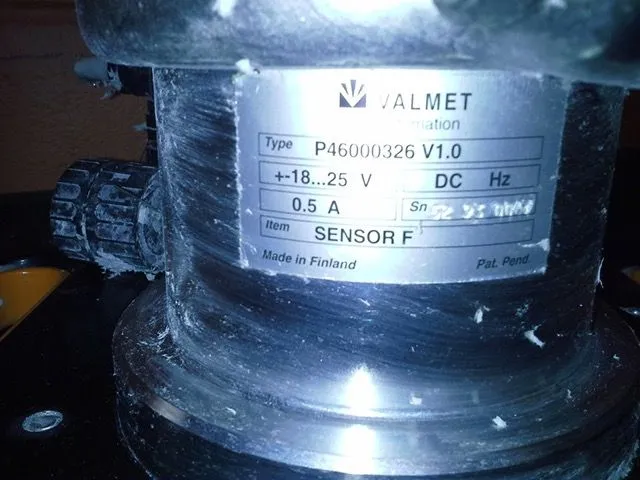 VALMET
mation
Type P46000326 V1.0
+-18...25 V DC Hz
0.5 A Sn
Item SENSOR F
Made in Finland Pat. Pend.